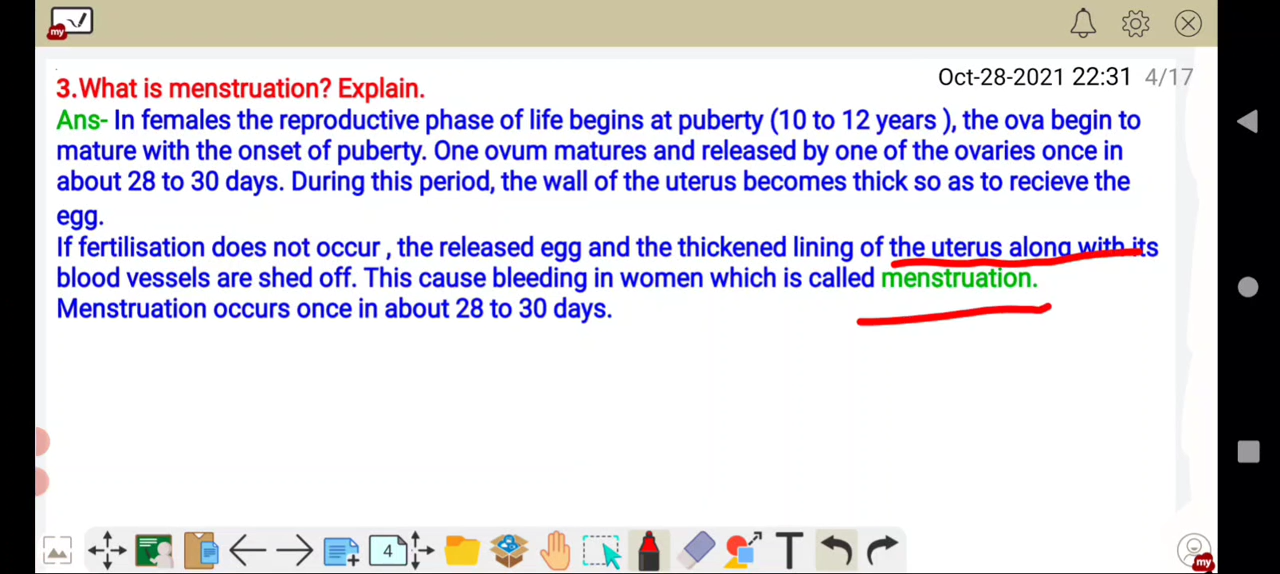 Oct-28-2021 22:31 4/17
3.What is menstruation? Explain.
Ans- In females the reproductive phase of life begins at puberty (10 to 12 years ), the ova begin to
mature with the onset of puberty. One ovum matures and released by one of the ovaries once in
about 28 to 30 days. During this period, the wall of the uterus becomes thick so as to recieve the
egg.
If fertilisation does not occur , the released egg and the thickened lining of the uterus along with its
blood vessels are shed off. This cause bleeding in women which is called menstruation.
Menstruation occurs once in about 28 to 30 days.
my
4
T
my